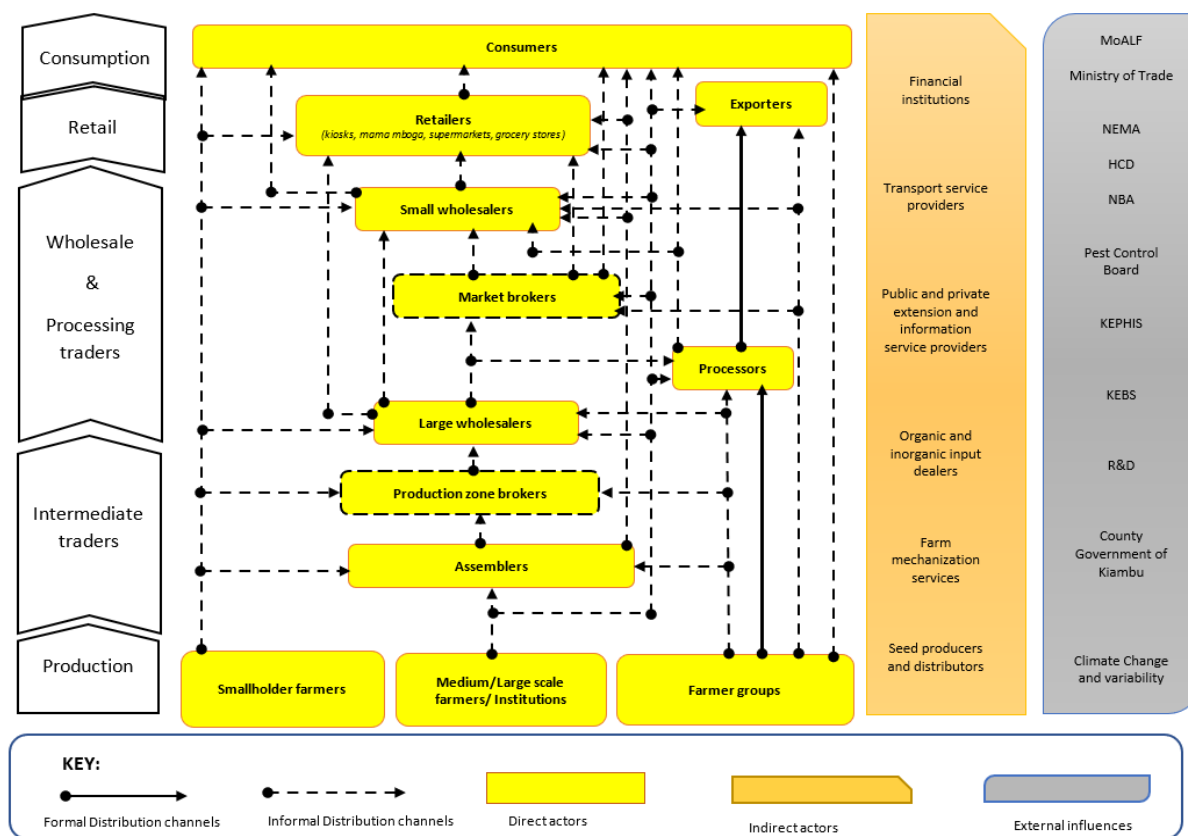 Consumption
Retail
Wholesale
&
Processing
traders
Intermediate
traders
Production
Consumers
Retailers
(kiosks, mama mboga, supermarkets, grocery stores)
Exporters
Small wholesalers
Market brokers
Processors
Large wholesalers
Production zone brokers
Assemblers
Smallholder farmers
Medium/Large scale
farmers/ Institutions
Farmer groups
Financial
institutions
Transport service
providers
Public and private
extension and
information
service providers
Organic and
inorganic input
dealers
Farm
mechanization
services
Seed producers
and distributors
MoALF
Ministry of Trade
NEMA
HCD
NBA
Pest Control
Board
KEPHIS
KEBS
R&D
County
Government of
Kiambu
Climate Change
and variability
KEY:
Formal Distribution channels
Informal Distribution channels
Direct actors
Indirect actors
External influences